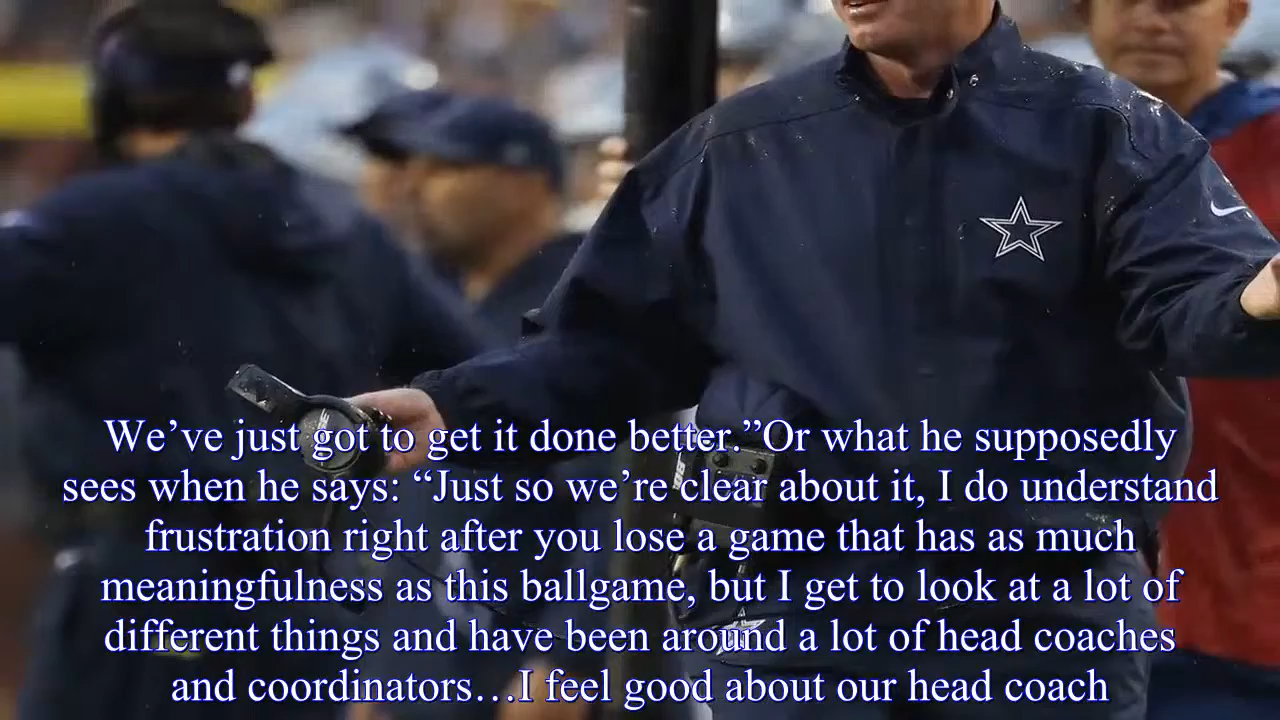 We’ve just got to get it done better.”Or what he supposedly
sees when he says: “Just so we’re clear about it, I do understand
frustration right after you lose a game that has as much
meaningfulness as this ballgame, but I get to look at a lot of
different things and have been around a lot of head coaches
and coordinators…I feel good about our head coach